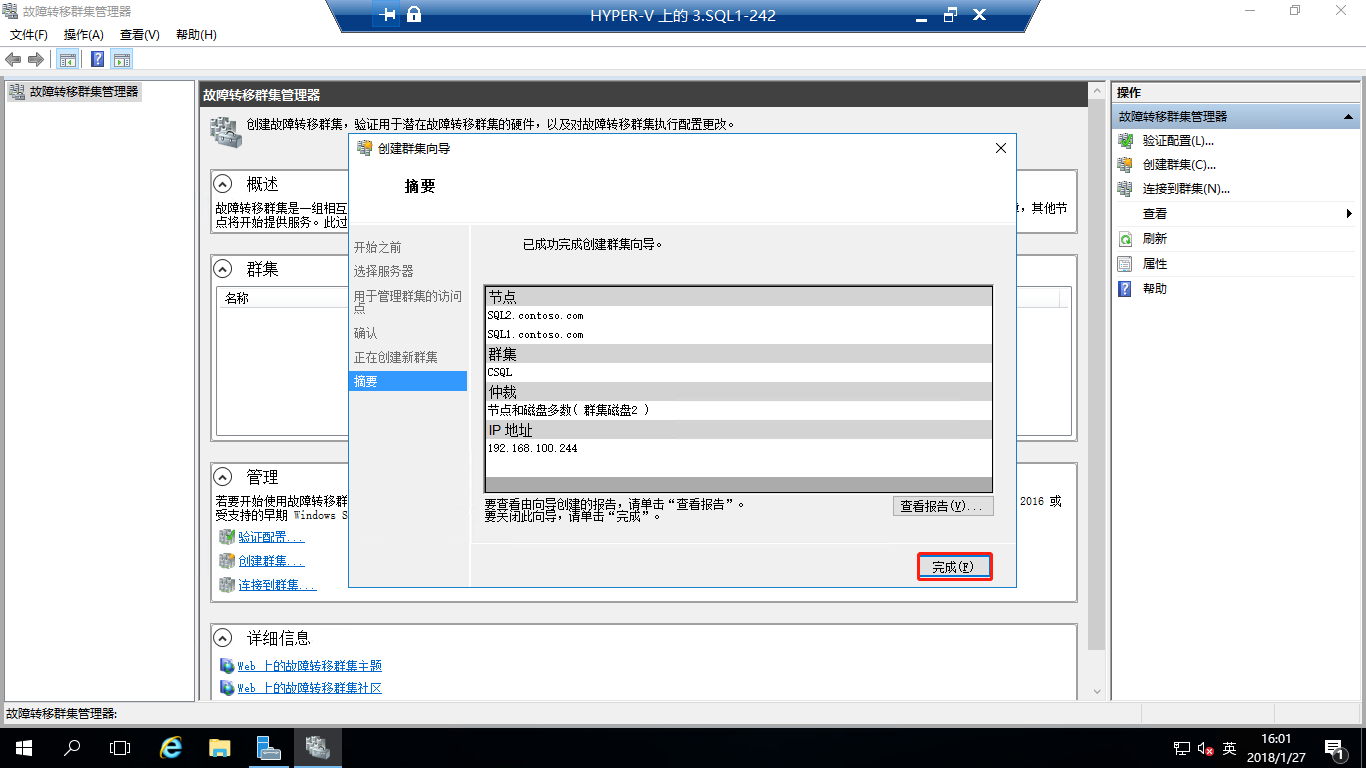 故障转移群集管理器
HYPER-V 上的 3.SQL1-242
文件(F) 操作(A) 查看(V) 帮助(H)
故障转移群集管理器
故障转移群集管理器
创建故障转移群集，验证用于潜在故障转移群集的硬件，以及对故障转移群集执行配置更改。
概述
故障转移群集是一组相互
其他节
点将开始提供服务。此过
群集
名称
管理
若要开始使用故障转移群
2016 或
受支持的早期 Windows S
验证配置...
创建群集...
连接到群集...
详细信息
Web 上的故障转移群集主题
Web 上的故障转移群集社区
创建群集向导
摘要
开始之前
选择服务器
用于管理群集的访问
点
确认
正在创建新群集
摘要
已成功完成创建群集向导。
节点
SQL2.contoso.com
SQL1.contoso.com
群集
CSQL
仲裁
节点和磁盘多数( 群集磁盘2 )
IP 地址
192.168.100.244
要查看由向导创建的报告，请单击“查看报告”。
要关闭此向导，请单击“完成”。
查看报告(V)...
完成(F)
操作
故障转移群集管理器
验证配置(L)...
创建群集(C)...
连接到群集(N)...
查看
刷新
属性
帮助
故障转移群集管理器:
英
16:01
2018/1/27
1